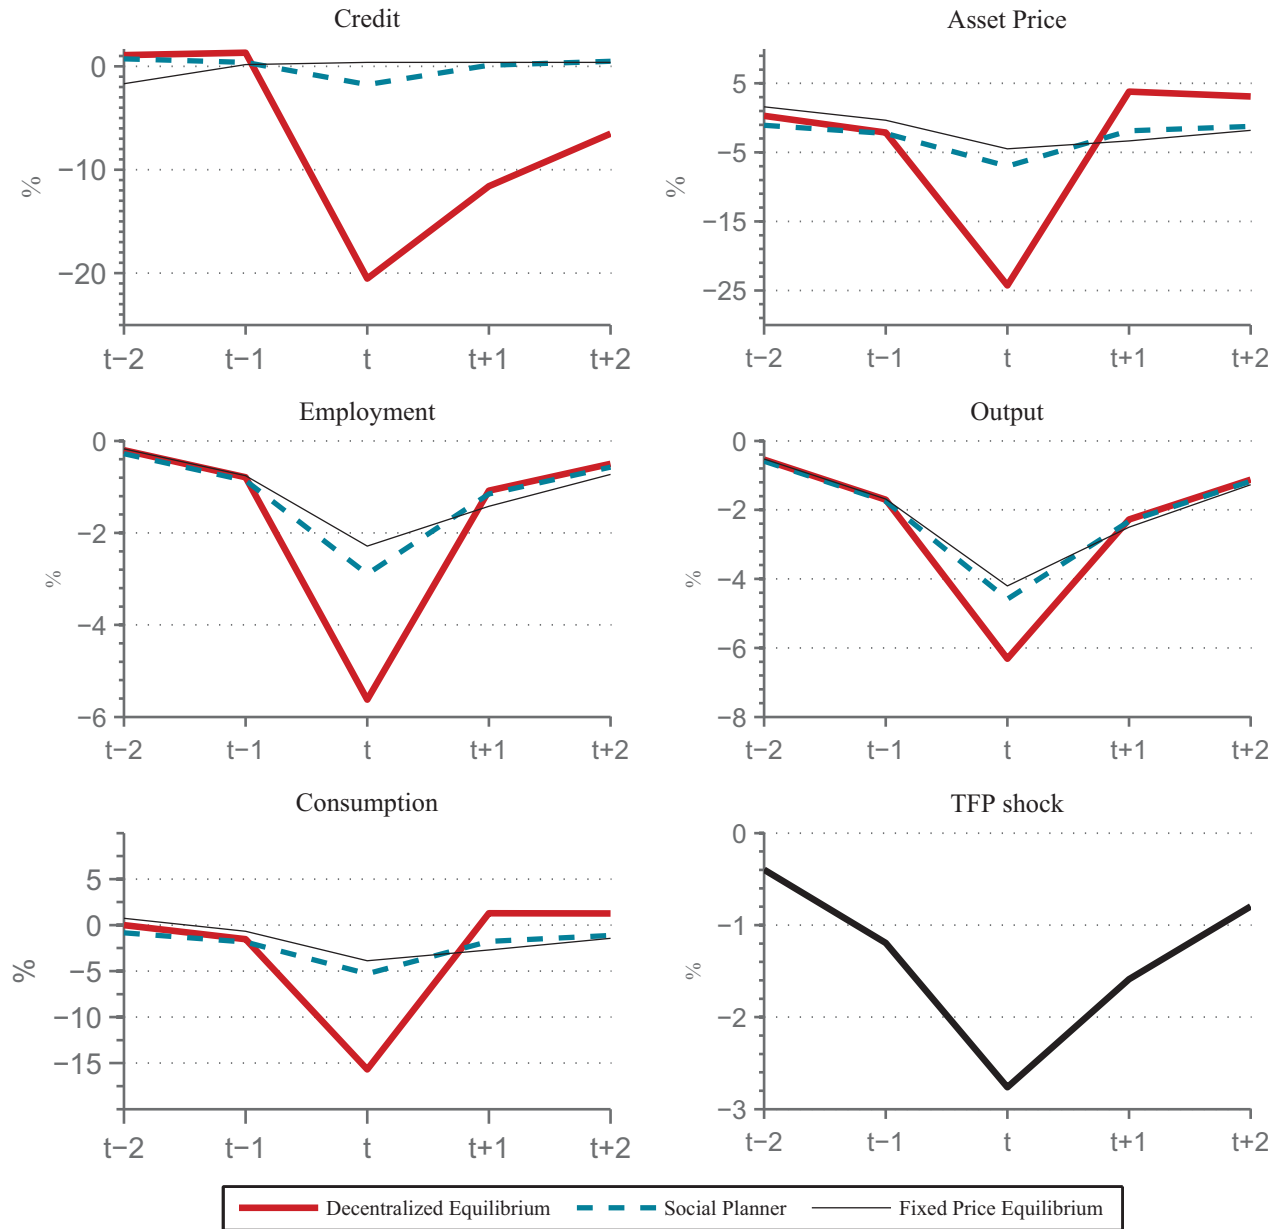 Credit
0
−10
−20
%
t−2 t−1 t t+1 t+2
Asset Price
5
−5
−15
−25
%
t−2 t−1 t t+1 t+2
Employment
0
−2
−4
−6
%
t−2 t−1 t t+1 t+2
Output
0
−2
−4
−6
−8
%
t−2 t−1 t t+1 t+2
Consumption
5
0
−5
−10
−15
%
t−2 t−1 t t+1 t+2
TFP shock
0
−1
−2
−3
%
t−2 t−1 t t+1 t+2
Decentralized Equilibrium Social Planner Fixed Price Equilibrium